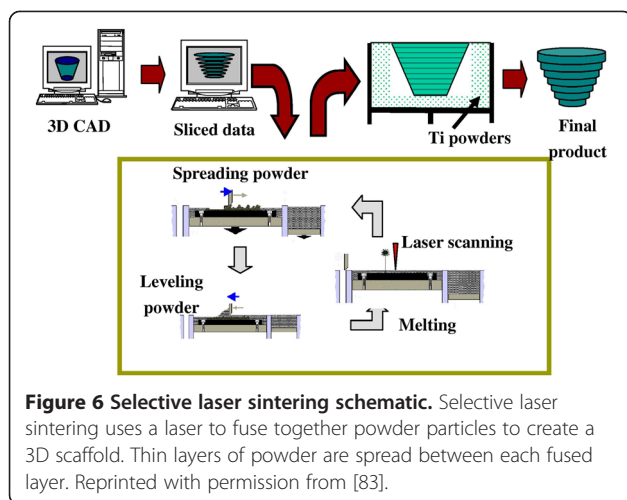 3D CAD
Sliced data
Ti powders
Final
product
Spreading powder
Laser scanning
Leveling
powder
Melting
Figure 6 Selective laser sintering schematic. Selective laser
sintering uses a laser to fuse together powder particles to create a
3D scaffold. Thin layers of powder are spread between each fused
layer. Reprinted with permission from [83].